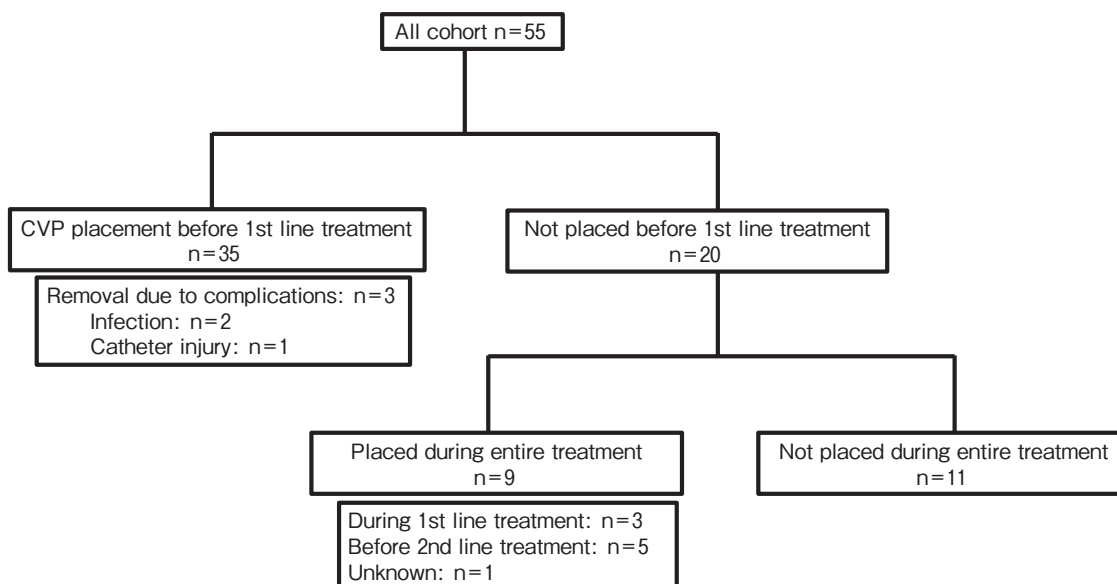 All cohort n=55
CVP placement before 1st line treatment
n=35
Removal due to complications: n=3
Infection: n=2
Catheter injury: n=1
Not placed before 1st line treatment
n=20
Placed during entire treatment
n=9
During 1st line treatment: n=3
Before 2nd line treatment: n=5
Unknown: n=1
Not placed during entire treatment
n=11